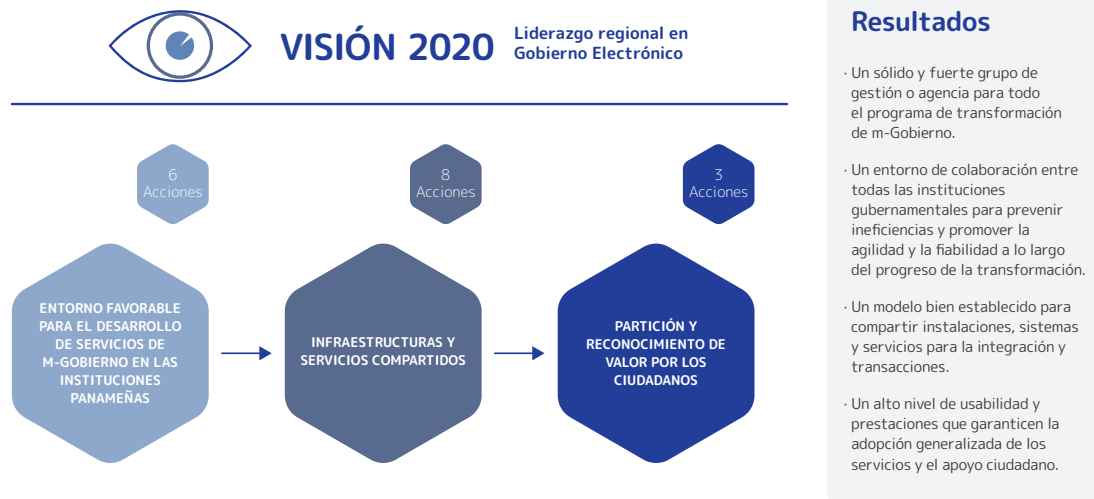 VISIÓN 2020
Liderazgo regional en
Gobierno Electrónico
6
Acciones
8
Acciones
3
Acciones
ENTORNO FAVORABLE
PARA EL DESARROLLO
DE SERVICIOS DE
M-GOBIERNO EN LAS
INSTITUCIONES
PANAMEÑAS
INFRAESTRUCTURAS Y
SERVICIOS COMPARTIDOS
PARTICIÓN Y
RECONOCIMIENTO DE
VALOR POR LOS
CIUDADANOS
Resultados
· Un sólido y fuerte grupo de
gestión o agencia para todo
el programa de transformación
de m-Gobierno.
· Un entorno de colaboración entre
todas las instituciones
gubernamentales para prevenir
ineficiencias y promover la
agilidad y la fiabilidad a lo largo
del progreso de la transformación.
· Un modelo bien establecido para
compartir instalaciones, sistemas
y servicios para la integración y
transacciones.
· Un alto nivel de usabilidad y
prestaciones que garanticen la
adopción generalizada de los
servicios y el apoyo ciudadano.